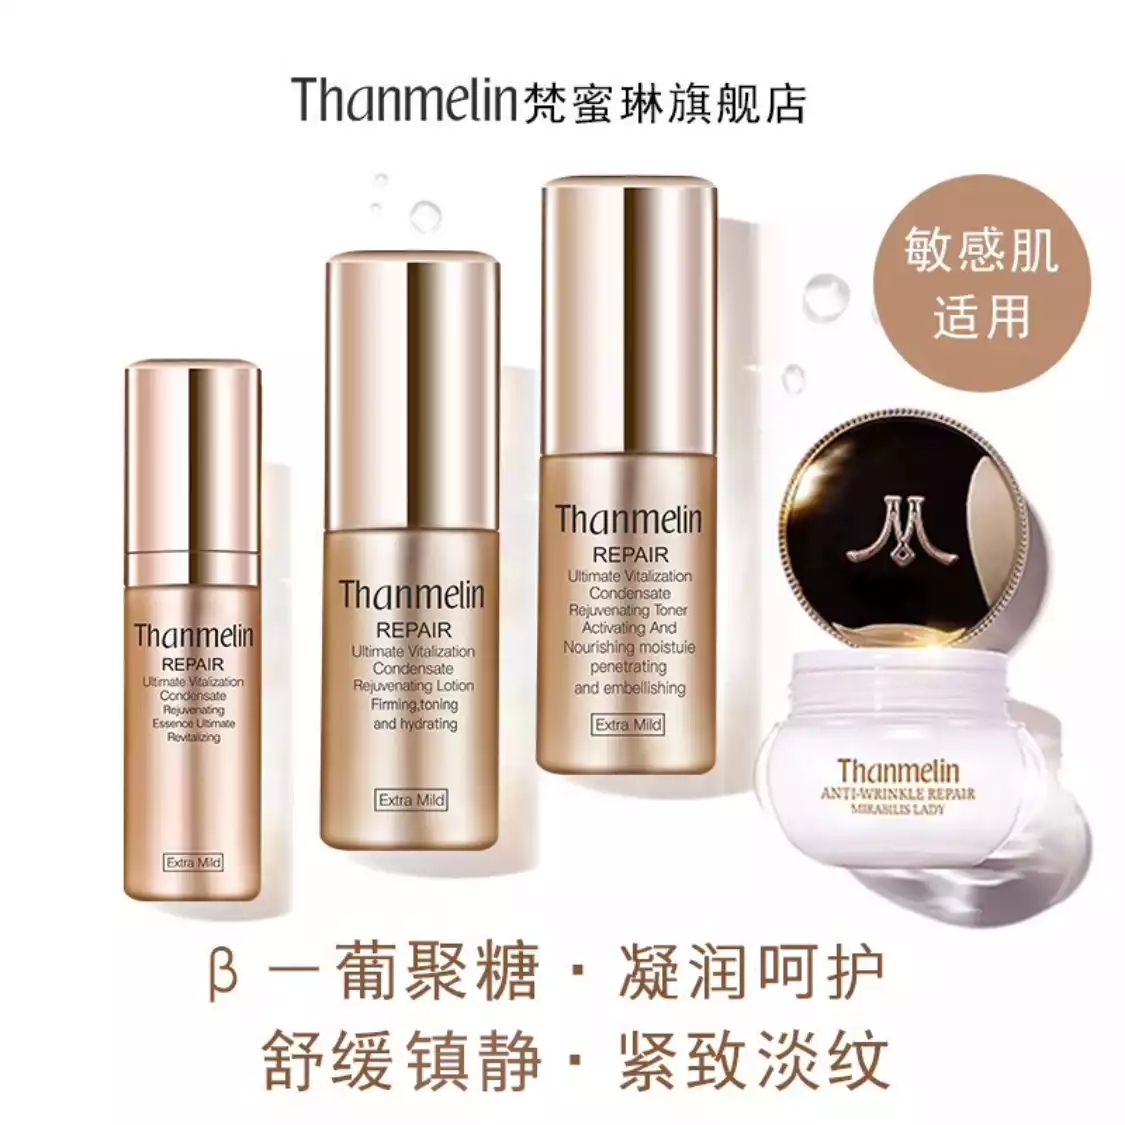 Thanmelin梵蜜琳旗舰店
敏感肌
适用
Thanmelin
REPAIR
Ultimate Vitalization
Condensate
Rejuvenating
Essence Ultimate
Revitalizing
Extra Mild
Thanmelin
REPAIR
Ultimate Vitalization
Condensate
Rejuvenating Lotion
Firming,toning
and hydrating
Extra Mild
Thanmelin
REPAIR
Ultimate Vitalization
Condensate
Rejuvenating Toner
Activating And
Nourishing moistuie
penetrating
and embellishing
Extra Mild
Thanmelin
ANTI-WRINKLE REPAIR
MIRABILIS LADY
β一葡聚糖·凝润呵护
舒缓镇静·紧致淡纹